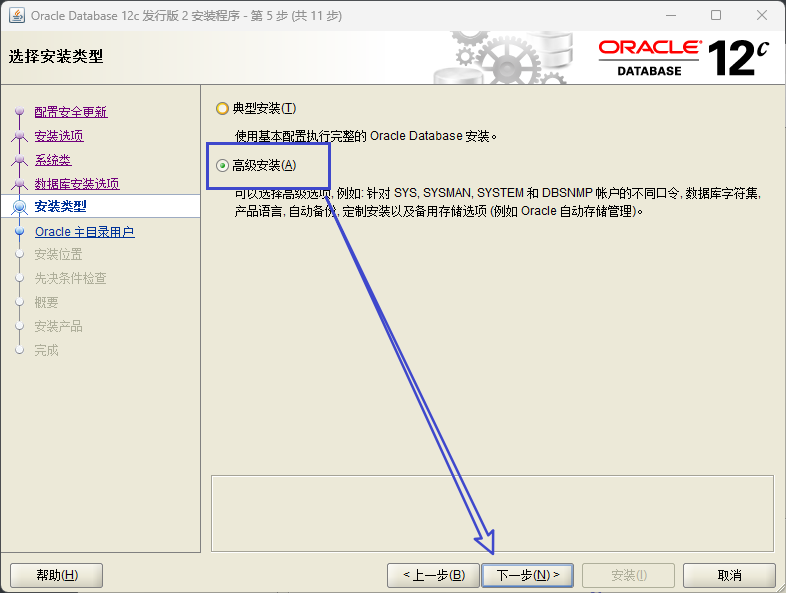 Oracle Database 12c 发行版 2 安装程序 - 第 5 步 (共 11 步)
选择安装类型
ORACLE
DATABASE
12c
配置安全更新
安装选项
系统类
数据库安装选项
安装类型
Oracle 主目录用户
安装位置
先决条件检查
概要
安装产品
完成
典型安装(T)
使用基本配置执行完整的 Oracle Database 安装。
高级安装(A)
可以选择高级选项, 例如: 针对 SYS, SYSMAN, SYSTEM 和 DBSNMP 帐户的不同口令, 数据库字符集,
产品语言, 自动备份, 定制安装以及备用存储选项 (例如 Oracle 自动存储管理)。
帮助(H)
< 上一步(B)
下一步(N) >
安装(I)
取消